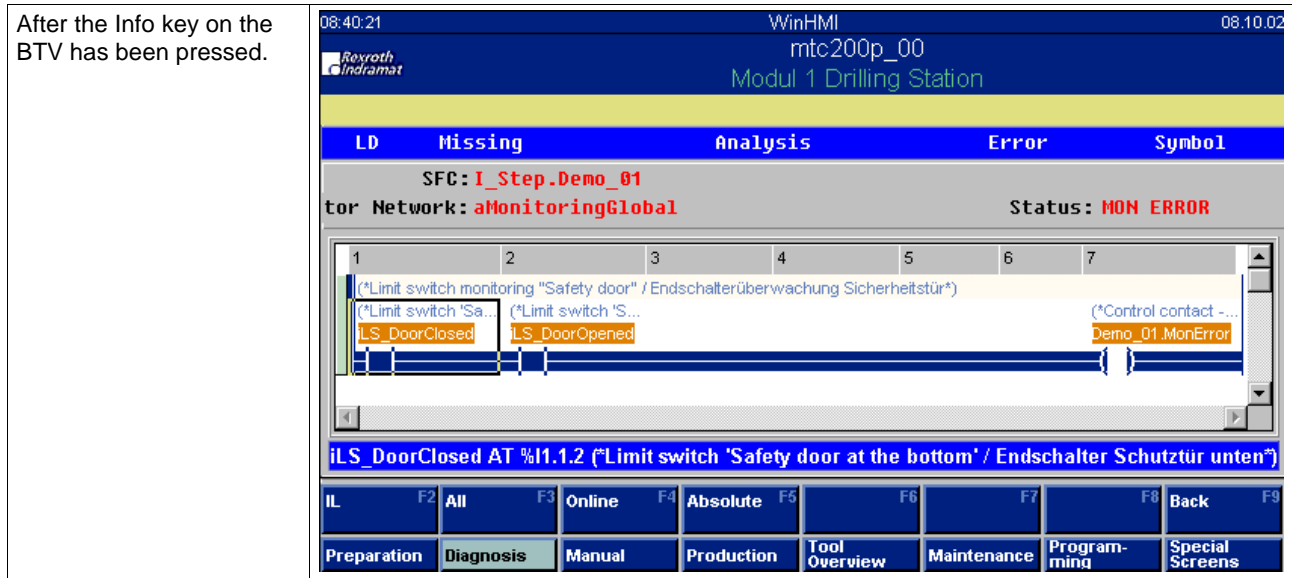 After the Info key on the
BTV has been pressed.
08:40:21 WinHMI 08.10.02
Rexroth
Indramat
mtc200p_00
Modul 1 Drilling Station
LD Missing Analysis Error Symbol
SFC: I_Step.Demo_01
tor Network: aMonitoringGlobal Status: MON ERROR
1 2 3 4 5 6 7
(*Limit switch monitoring "Safety door" / Endschalterüberwachung Sicherheitstür*)
(*Limit switch 'Sa... (*Limit switch 'S... (*Control contact -...
iLS_DoorClosed iLS_DoorOpened Demo_01.MonError
iLS_DoorClosed AT %I1.1.2 (*Limit switch 'Safety door at the bottom' / Endschalter Schutztür unten*)
IL F2 All F3 Online F4 Absolute F5 F6 F7 F8 Back F9
Preparation Diagnosis Manual Production Tool Overview Maintenance Program-ming Special Screens